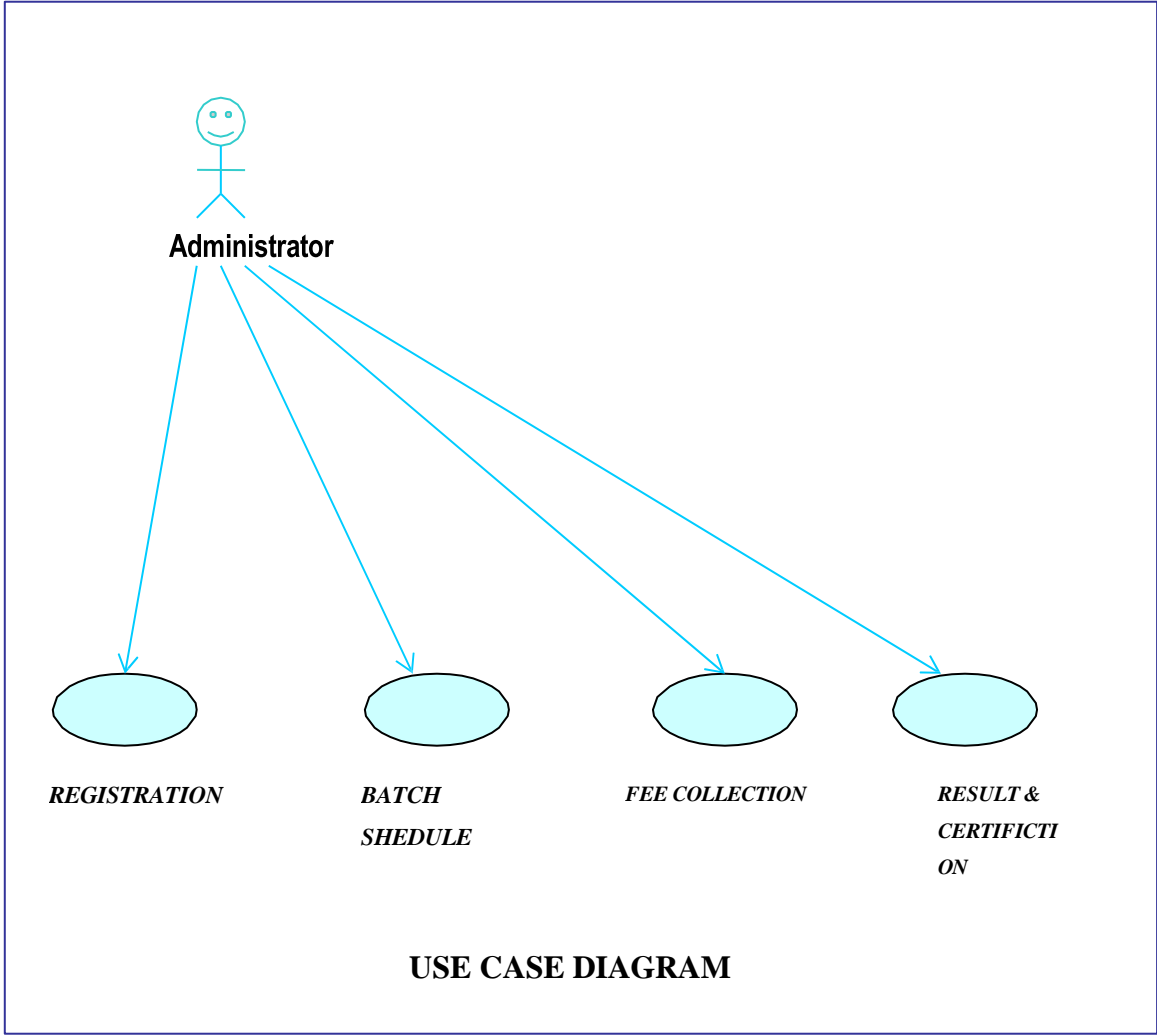 Administrator
REGISTRATION
BATCH
SHEDULE
FEE COLLECTION
RESULT &
CERTIFICTI
ON
USE CASE DIAGRAM